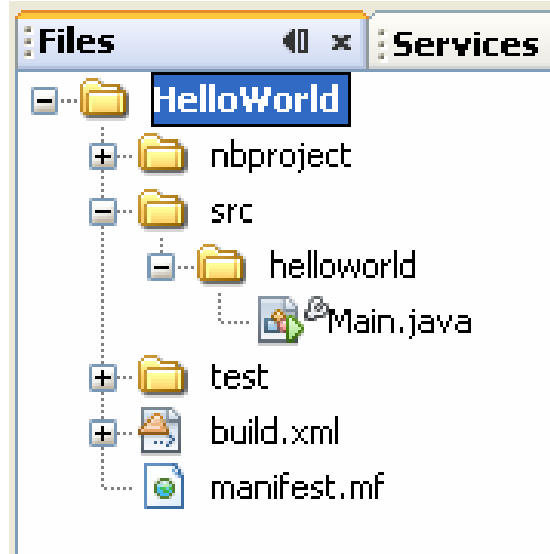 Files Services
HelloWorld
nbproject
src
helloworld
Main.java
test
build.xml
manifest.mf